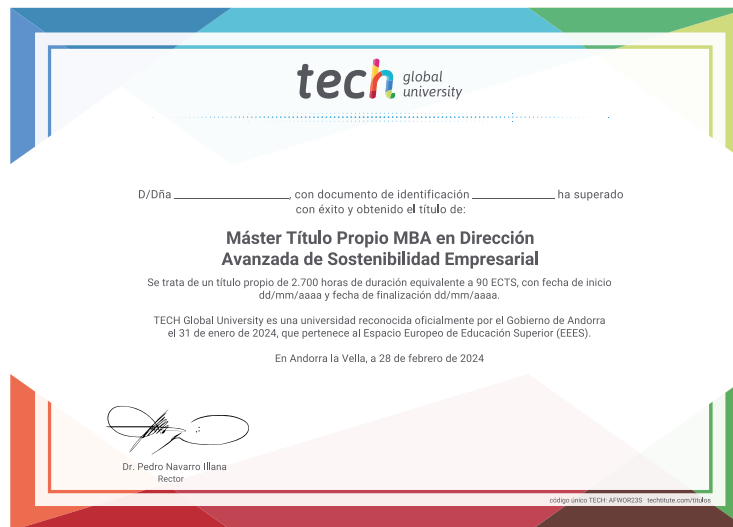 tech global university
D/Dña ____________________, con documento de identificación ______________ ha superado
con éxito y obtenido el título de:
Máster Título Propio MBA en Dirección
Avanzada de Sostenibilidad Empresarial
Se trata de un título propio de 2.700 horas de duración equivalente a 90 ECTS, con fecha de inicio
dd/mm/aaaa y fecha de finalización dd/mm/aaaa.
TECH Global University es una universidad reconocida oficialmente por el Gobierno de Andorra
el 31 de enero de 2024, que pertenece al Espacio Europeo de Educación Superior (EEES).
En Andorra la Vella, a 28 de febrero de 2024
Dr. Pedro Navarro Illana
Rector
código único TECH: AFWOR23S techtitute.com/titulos